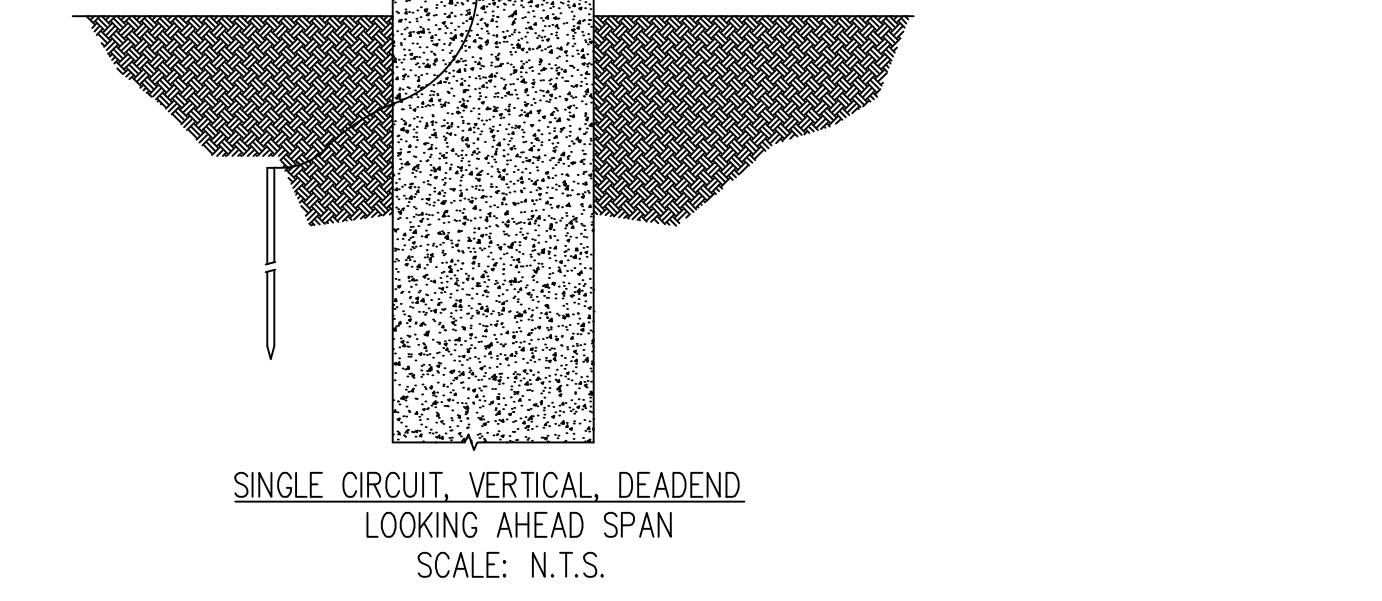 SINGLE CIRCUIT, VERTICAL, DEADEND
LOOKING AHEAD SPAN
SCALE: N.T.S.